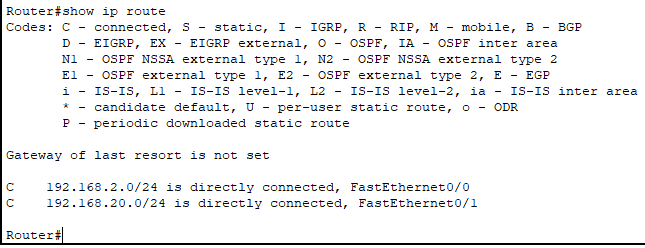 Router#show ip route
Codes: C - connected, S - static, I - IGRP, R - RIP, M - mobile, B - BGP
D - EIGRP, EX - EIGRP external, O - OSPF, IA - OSPF inter area
N1 - OSPF NSSA external type 1, N2 - OSPF NSSA external type 2
E1 - OSPF external type 1, E2 - OSPF external type 2, E - EGP
i - IS-IS, L1 - IS-IS level-1, L2 - IS-IS level-2, ia - IS-IS inter area
* - candidate default, U - per-user static route, o - ODR
P - periodic downloaded static route
Gateway of last resort is not set
C 192.168.2.0/24 is directly connected, FastEthernet0/0
C 192.168.20.0/24 is directly connected, FastEthernet0/1
Router#